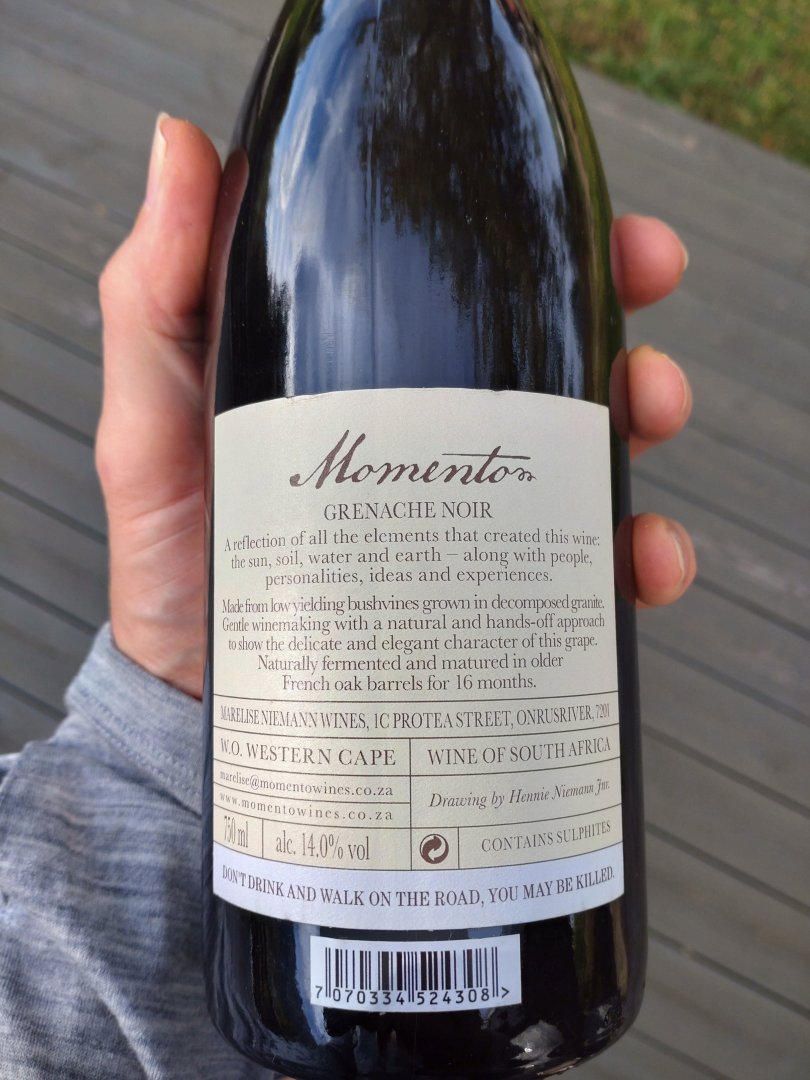 Momento
GRENACHE NOIR
A reflection of all the elements that created this wine:
the sun, soil, water and earth – along with people,
personalities, ideas and experiences.
Made from low yielding bushvines grown in decomposed granite.
Gentle winemaking with a natural and hands-off approach
to show the delicate and elegant character of this grape.
Naturally fermented and matured in older
French oak barrels for 16 months.
MARELISE NIEMANN WINES, 1C PROTEA STREET, ONRUSRIVER, 7201
W.O. WESTERN CAPE
WINE OF SOUTH AFRICA
marelise@momentowines.co.za
www.momentowines.co.za
Drawing by Hennie Niemann Jnr.
750 ml
alc. 14.0% vol
CONTAINS SULPHITES
DON'T DRINK AND WALK ON THE ROAD, YOU MAY BE KILLED.
7 070334 524308 >